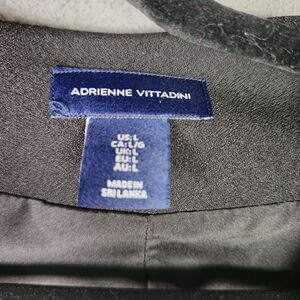 ADRIENNE VITTADINI
US: L
CA: L/G
UK: L
EU: L
AU: L
MADE IN
SRI LANKA